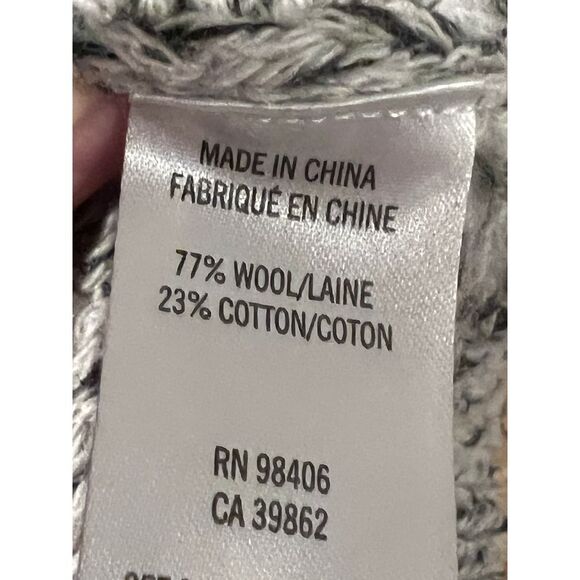 MADE IN CHINA
FABRIQUÉ EN CHINE
77% WOOL/LAINE
23% COTTON/COTON
RN 98406
CA 39862